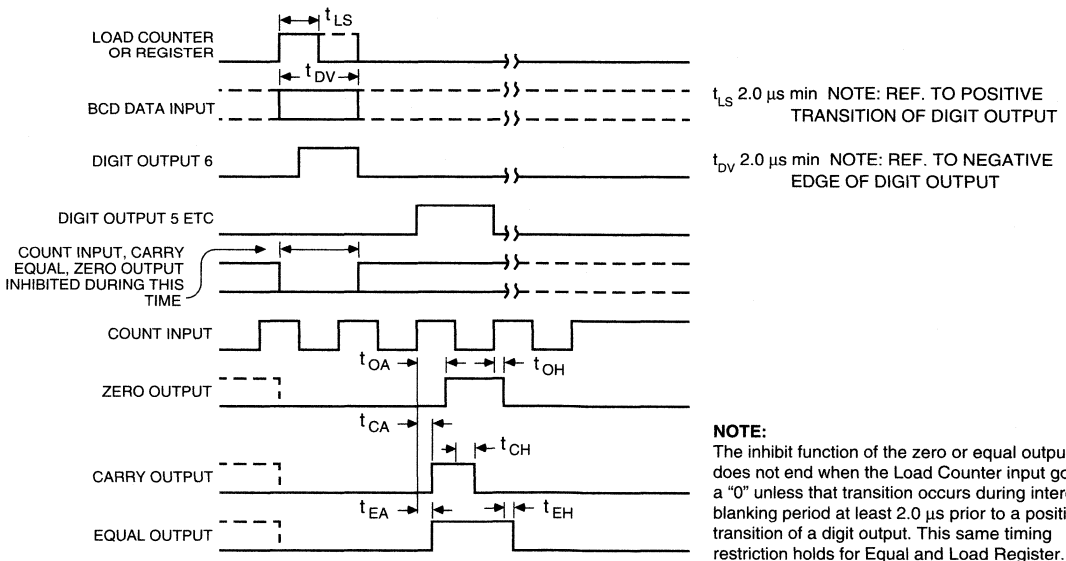 t LS
LOAD COUNTER
OR REGISTER
t DV
BCD DATA INPUT
DIGIT OUTPUT 6
DIGIT OUTPUT 5 ETC
COUNT INPUT, CARRY
EQUAL, ZERO OUTPUT
INHIBITED DURING THIS
TIME
COUNT INPUT
t OA
t OH
ZERO OUTPUT
t CA
t CH
CARRY OUTPUT
t EA
t EH
EQUAL OUTPUT
t LS 2.0 µs min NOTE: REF. TO POSITIVE
TRANSITION OF DIGIT OUTPUT
t DV 2.0 µs min NOTE: REF. TO NEGATIVE
EDGE OF DIGIT OUTPUT
NOTE:
The inhibit function of the zero or equal
does not end when the Load Counter input
a "0" unless that transition occurs during
blanking period at least 2.0 µs prior to a
transition of a digit output. This same timing
restriction holds for Equal and Load Register.